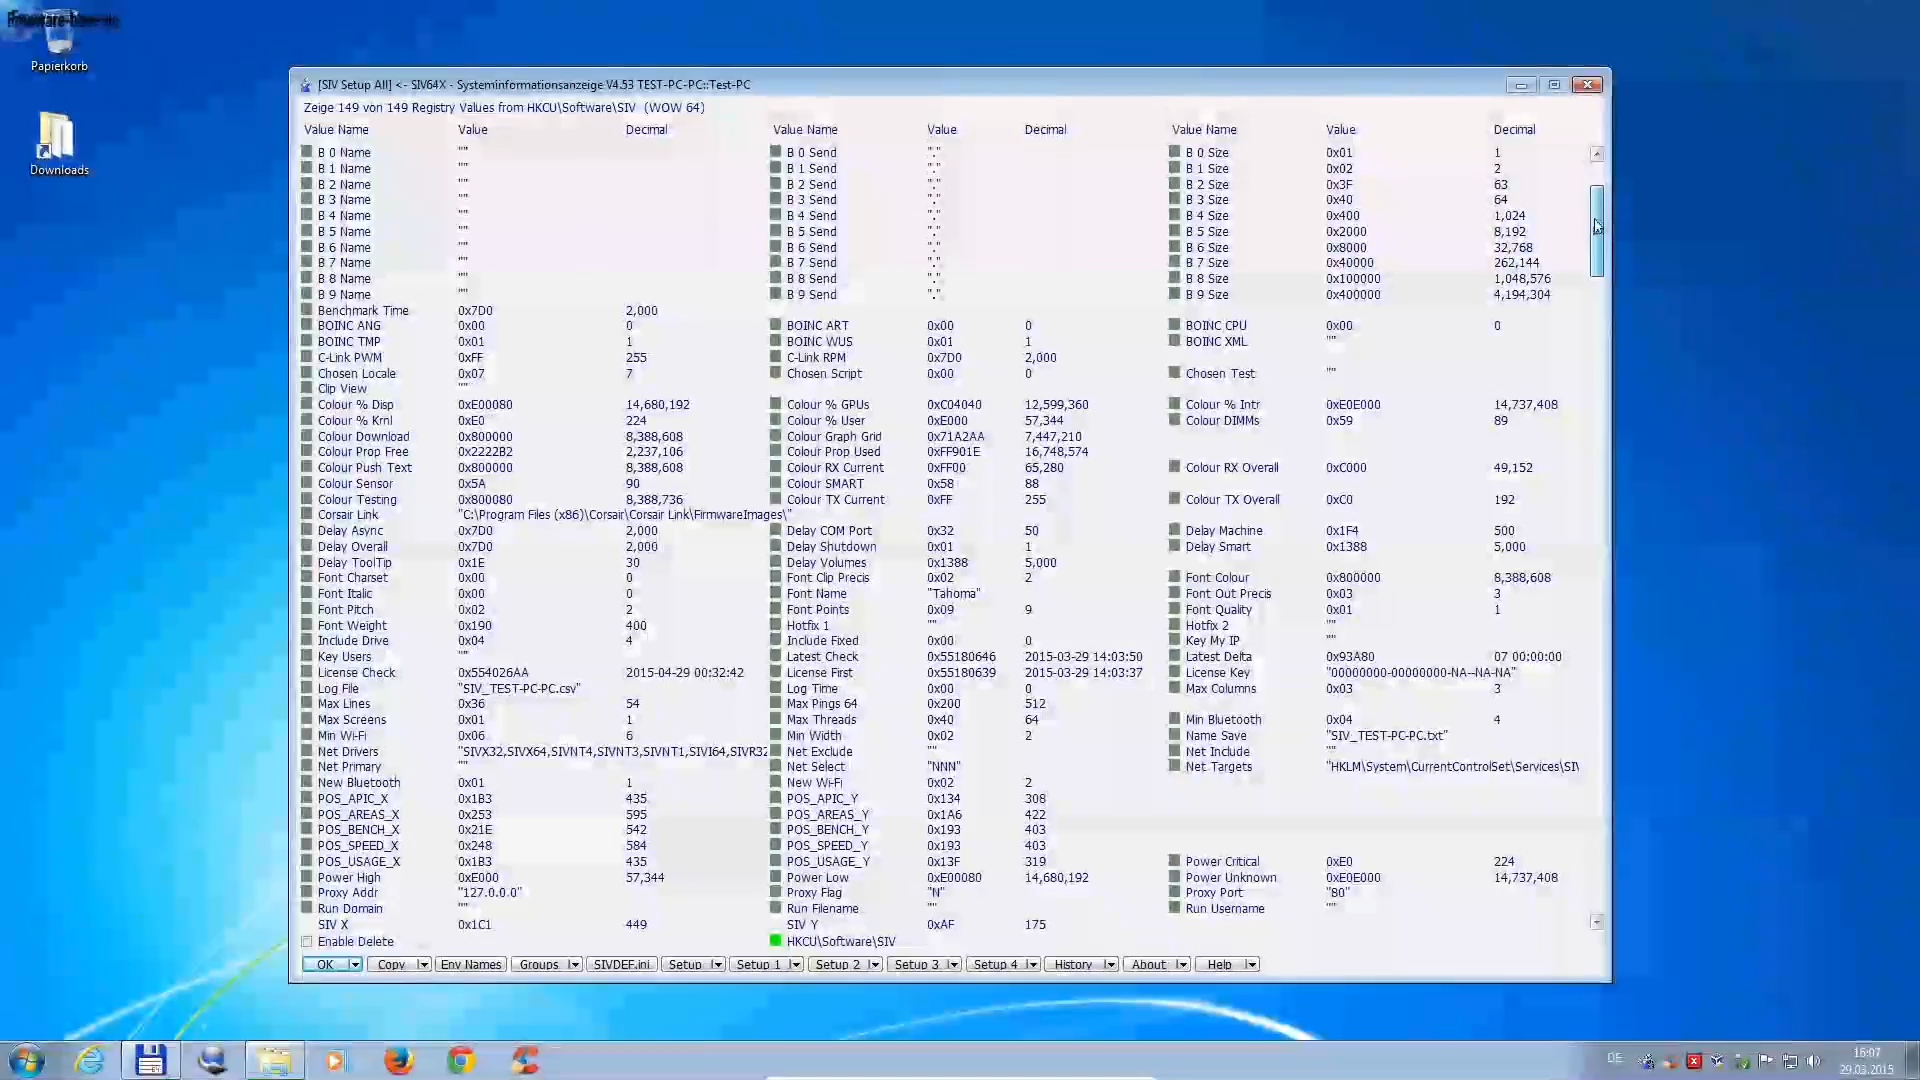 Papierkorb
Downloads
[SIV Setup All] <- SIV64X - Systeminformationsanzeige V4.53 TEST-PC-PC::Test-PC
Zeige 149 von 149 Registry Values from HKCU\Software\SIV (WOW 64)
Value Name Value Decimal Value Name Value Decimal Value Name Value Decimal
B 0 Name "" B 0 Send "." B 0 Size 0x01 1
B 1 Name "" B 1 Send "." B 1 Size 0x02 2
B 2 Name "" B 2 Send "." B 2 Size 0x3F 63
B 3 Name "" B 3 Send "." B 3 Size 0x40 64
B 4 Name "" B 4 Send "." B 4 Size 0x400 1,024
B 5 Name "" B 5 Send "." B 5 Size 0x2000 8,192
B 6 Name "" B 6 Send "." B 6 Size 0x8000 32,768
B 7 Name "" B 7 Send "." B 7 Size 0x40000 262,144
B 8 Name "" B 8 Send "." B 8 Size 0x100000 1,048,576
B 9 Name "" B 9 Send "." B 9 Size 0x400000 4,194,304
Benchmark Time 0x7D0 2,000
BOINC ANG 0x00 0 BOINC ART 0x00 0 BOINC CPU 0x00 0
BOINC TMP 0x01 1 BOINC WUS 0x01 1 BOINC XML ""
C-Link PWM 0xFF 255 C-Link RPM 0x7D0 2,000
Chosen Locale 0x07 7 Chosen Script 0x00 0 Chosen Test ""
Clip View ""
Colour % Disp 0xE00080 14,680,192 Colour % GPUs 0xC04040 12,599,360 Colour % Intr 0xE0E000 14,737,408
Colour % Krnl 0xE0 224 Colour % User 0xE000 57,344 Colour DIMMs 0x59 89
Colour Download 0x800000 8,388,608 Colour Graph Grid 0x71A2AA 7,447,210
Colour Prop Free 0x2222B2 2,237,106 Colour Prop Used 0xFF901E 16,748,574
Colour Push Text 0x800000 8,388,608 Colour RX Current 0xFF00 65,280 Colour RX Overall 0xC000 49,152
Colour Sensor 0x5A 90 Colour SMART 0x58 88
Colour Testing 0x800080 8,388,736 Colour TX Current 0xFF 255 Colour TX Overall 0xC0 192
Corsair Link "C:\Program Files (x86)\Corsair\Corsair Link\FirmwareImages\"
Delay Async 0x7D0 2,000 Delay COM Port 0x32 50 Delay Machine 0x1F4 500
Delay Overall 0x7D0 2,000 Delay Shutdown 0x01 1 Delay Smart 0x1388 5,000
Delay ToolTip 0x1E 30 Delay Volumes 0x1388 5,000
Font Charset 0x00 0 Font Clip Precis 0x02 2 Font Colour 0x800000 8,388,608
Font Italic 0x00 0 Font Name "Tahoma" Font Out Precis 0x03 3
Font Pitch 0x02 2 Font Points 0x09 9 Font Quality 0x01 1
Font Weight 0x190 400 Hotfix 1 "" Hotfix 2 ""
Include Drive 0x04 4 Include Fixed 0x00 0 Key My IP ""
Key Users "" Latest Check 0x55180646 2015-03-29 14:03:50 Latest Delta 0x93A80 07 00:00:00
License Check 0x554026AA 2015-04-29 00:32:42 License First 0x55180639 2015-03-29 14:03:37 License Key "00000000-00000000-NA--NA-NA"
Log File "SIV_TEST-PC-PC.csv" Log Time 0x00 0 Max Columns 0x03 3
Max Lines 0x36 54 Max Pings 64 0x200 512
Max Screens 0x01 1 Max Threads 0x40 64 Min Bluetooth 0x04 4
Min Wi-Fi 0x06 6 Min Width 0x02 2 Name Save "SIV_TEST-PC-PC.txt"
Net Drivers "SIVX32,SIVX64,SIVNT4,SIVNT3,SIVNT1,SIVI64,SIVR32 Net Exclude "" Net Include ""
Net Primary "" Net Select "NNN" Net Targets "HKLM\System\CurrentControlSet\Services\SIV
New Bluetooth 0x01 1 New Wi-Fi 0x02 2
POS_APIC_X 0x1B3 435 POS_APIC_Y 0x134 308
POS_AREAS_X 0x253 595 POS_AREAS_Y 0x1A6 422
POS_BENCH_X 0x21E 542 POS_BENCH_Y 0x193 403
POS_SPEED_X 0x248 584 POS_SPEED_Y 0x193 403
POS_USAGE_X 0x1B3 435 POS_USAGE_Y 0x13F 319 Power Critical 0xE0 224
Power High 0xE000 57,344 Power Low 0xE00080 14,680,192 Power Unknown 0xE0E000 14,737,408
Proxy Addr "127.0.0.0" Proxy Flag "N" Proxy Port "80"
Run Domain "" Run Filename "" Run Username ""
SIV X 0x1C1 449 SIV Y 0xAF 175
Enable Delete HKCU\Software\SIV
OK Copy Env Names Groups SIVDEF.ini Setup Setup 1 Setup 2 Setup 3 Setup 4 History About Help
DE
16:07
29.03.2015